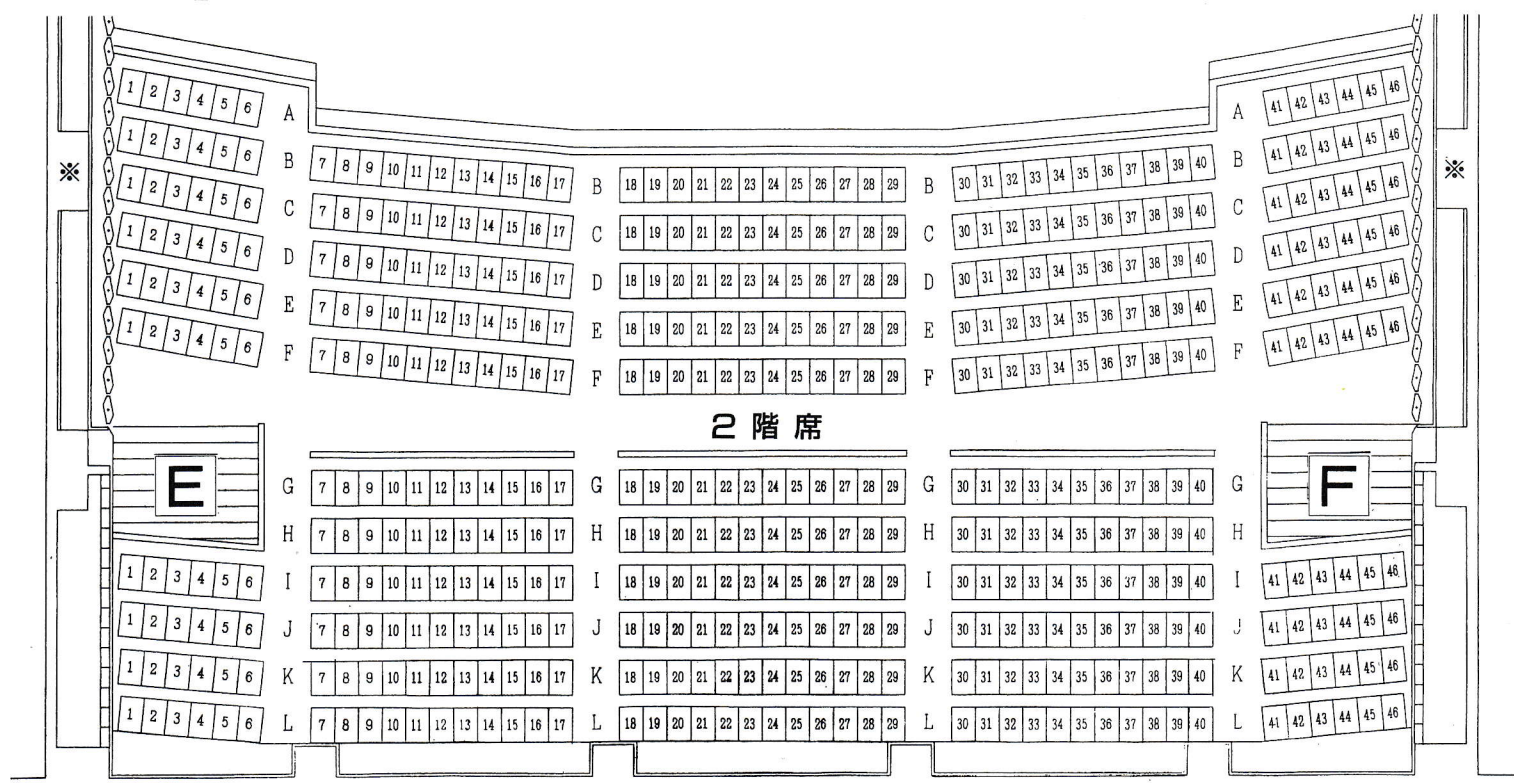 1 2 3 4 5 6 A A 41 42 43 44 45 46
1 2 3 4 5 6 B 7 8 9 10 11 12 13 14 15 16 17 B 18 19 20 21 22 23 24 25 26 27 28 29 B 30 31 32 33 34 35 36 37 38 39 40 B 41 42 43 44 45 46
※ ※
1 2 3 4 5 6 C 7 8 9 10 11 12 13 14 15 16 17 C 18 19 20 21 22 23 24 25 26 27 28 29 C 30 31 32 33 34 35 36 37 38 39 40 C 41 42 43 44 45 46
1 2 3 4 5 6 D 7 8 9 10 11 12 13 14 15 16 17 D 18 19 20 21 22 23 24 25 26 27 28 29 D 30 31 32 33 34 35 36 37 38 39 40 D 41 42 43 44 45 46
1 2 3 4 5 6 E 7 8 9 10 11 12 13 14 15 16 17 E 18 19 20 21 22 23 24 25 26 27 28 29 E 30 31 32 33 34 35 36 37 38 39 40 E 41 42 43 44 45 46
1 2 3 4 5 6 F 7 8 9 10 11 12 13 14 15 16 17 F 18 19 20 21 22 23 24 25 26 27 28 29 F 30 31 32 33 34 35 36 37 38 39 40 F 41 42 43 44 45 46
2階席
E G 7 8 9 10 11 12 13 14 15 16 17 G 18 19 20 21 22 23 24 25 26 27 28 29 G 30 31 32 33 34 35 36 37 38 39 40 G F
H 7 8 9 10 11 12 13 14 15 16 17 H 18 19 20 21 22 23 24 25 26 27 28 29 H 30 31 32 33 34 35 36 37 38 39 40 H
1 2 3 4 5 6 I 7 8 9 10 11 12 13 14 15 16 17 I 18 19 20 21 22 23 24 25 26 27 28 29 I 30 31 32 33 34 35 36 37 38 39 40 I 41 42 43 44 45 46
1 2 3 4 5 6 J 7 8 9 10 11 12 13 14 15 16 17 J 18 19 20 21 22 23 24 25 26 27 28 29 J 30 31 32 33 34 35 36 37 38 39 40 J 41 42 43 44 45 46
1 2 3 4 5 6 K 7 8 9 10 11 12 13 14 15 16 17 K 18 19 20 21 22 23 24 25 26 27 28 29 K 30 31 32 33 34 35 36 37 38 39 40 K 41 42 43 44 45 46
1 2 3 4 5 6 L 7 8 9 10 11 12 13 14 15 16 17 L 18 19 20 21 22 23 24 25 26 27 28 29 L 30 31 32 33 34 35 36 37 38 39 40 L 41 42 43 44 45 46